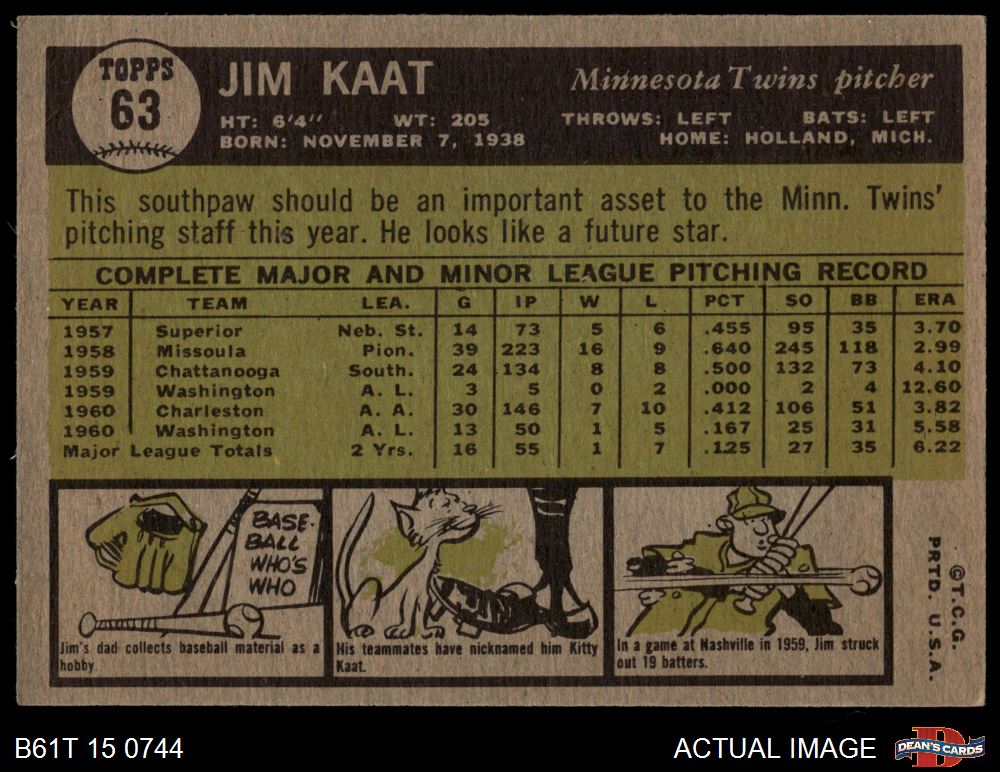 TOPPS
63
JIM KAAT
Minnesota Twins pitcher
HT: 6'4" WT: 205 THROWS: LEFT BATS: LEFT
BORN: NOVEMBER 7, 1938 HOME: HOLLAND, MICH.
This southpaw should be an important asset to the Minn. Twins'
pitching staff this year. He looks like a future star.
COMPLETE MAJOR AND MINOR LEAGUE PITCHING RECORD
YEAR TEAM LEA. G IP W L PCT SO BB ERA
1957 Superior Neb. St. 14 73 5 6 .455 95 35 3.70
1958 Missoula Pion. 39 223 16 9 .640 245 118 2.99
1959 Chattanooga South. 24 134 8 8 .500 132 73 4.10
1959 Washington A. L. 3 5 0 2 .000 2 4 12.60
1960 Charleston A. A. 30 146 7 10 .412 106 51 3.82
1960 Washington A. L. 13 50 1 5 .167 25 31 5.58
Major League Totals 2 Yrs. 16 55 1 7 .125 27 35 6.22
BASE-
BALL
WHO'S
WHO
Jim's dad collects baseball material as a
hobby.
His teammates have nicknamed him Kitty
Kaat.
In a game at Nashville in 1959, Jim struck
out 19 batters.
©T.C.G.
PRTD. U.S.A.
B61T 15 0744
ACTUAL IMAGE
D
DEAN'S CARDS